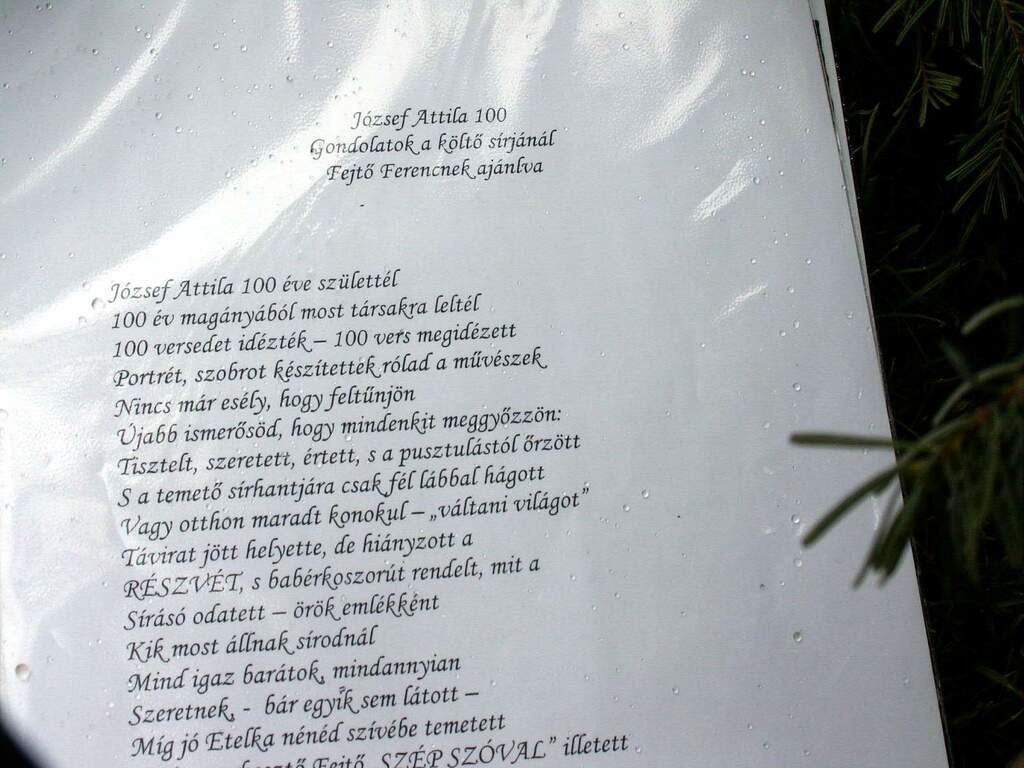 József Attila 100
Gondolatok a költő sírjánál
Fejtő Ferencnek ajánlva
József Attila 100 éve születtél
100 év magányából most társakra leltél
100 versedet idézték – 100 vers megidézett
Portrét, szobrot készítettek rólad a művészek
Nincs már esély, hogy feltűnjön
Újabb ismerősöd, hogy mindenkit meggyőzzön:
Tisztelt, szeretett, értett, s a pusztulástól őrzött
S a temető sírhantjára csak fél lábbal hágott
Vagy otthon maradt konokul – „váltani világot”
Távirat jött helyette, de hiányzott a
RÉSZVÉT, s babérkoszorút rendelt, mit a
Sírásó odatett – örök emlékként
Kik most állnak sírodnál
Mind igaz barátok, mindannyian
Szeretnek, - bár egyik sem látott –
Míg jó Etelka nénéd szívébe temetett
Fejtő „SZÉP SZÓVAL” illetett